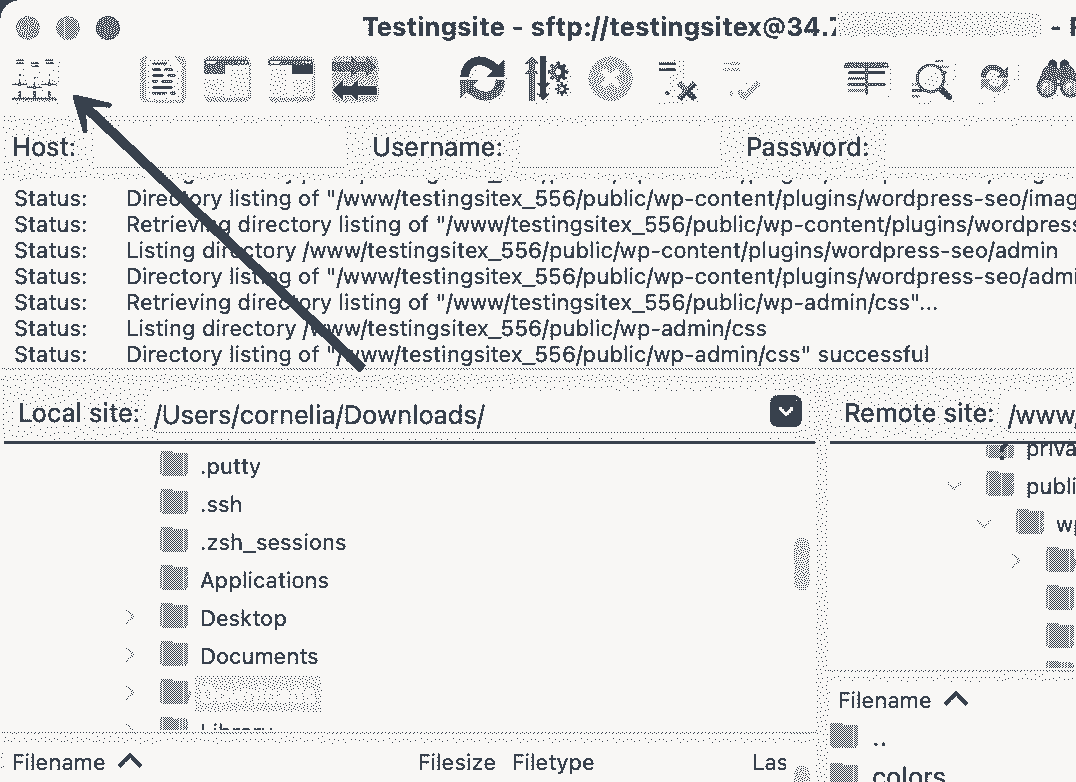 Testingsite - sftp://testingsitex@34.
Host: Username: Password:
Status: Directory listing of "/www/testingsitex_556/public/wp-content/plugins/wordpress-seo/imag
Status: Retrieving directory listing of "/www/testingsitex_556/public/wp-content/plugins/wordpress
Status: Listing directory /www/testingsitex_556/public/wp-content/plugins/wordpress-seo/admin
Status: Directory listing of "/www/testingsitex_556/public/wp-content/plugins/wordpress-seo/admi
Status: Retrieving directory listing of "/www/testingsitex_556/public/wp-admin/css"...
Status: Listing directory /www/testingsitex_556/public/wp-admin/css
Status: Directory listing of "/www/testingsitex_556/public/wp-admin/css" successful
Local site: /Users/cornelia/Downloads/
Remote site: /www/
.putty
.ssh
.zsh_sessions
Applications
Desktop
Documents
Library
priva
publi
wp
Filename Filesize Filetype Las
Filename
..
colors